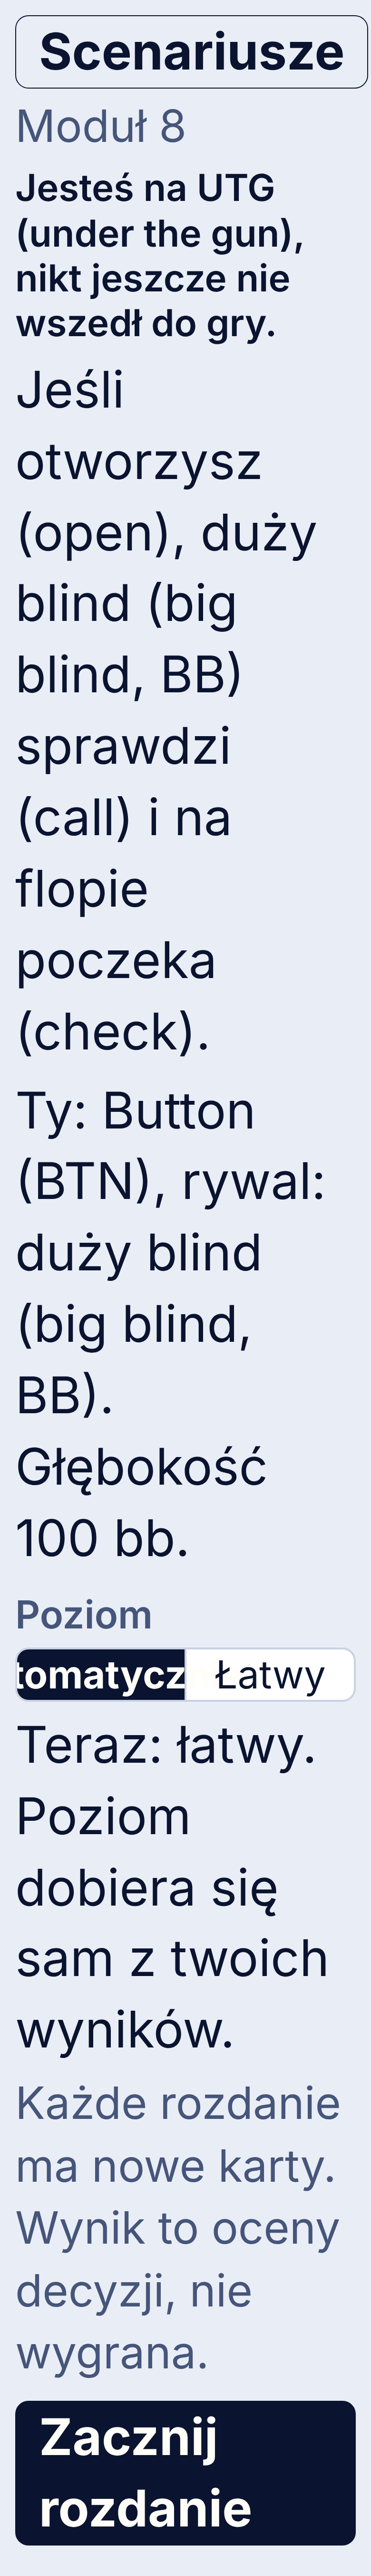 Scenariusze
Moduł 8
Jesteś na UTG
(under the gun),
nikt jeszcze nie
wszedł do gry.
Jeśli
otworzysz
(open), duży
blind (big
blind, BB)
sprawdzi
(call) i na
flopie
poczeka
(check).
Ty: Button
(BTN), rywal:
duży blind
(big blind,
BB).
Głębokość
100 bb.
Poziom
tomatycz Łatwy
Teraz: łatwy.
Poziom
dobiera się
sam z twoich
wyników.
Każde rozdanie
ma nowe karty.
Wynik to oceny
decyzji, nie
wygrana.
Zacznij
rozdanie